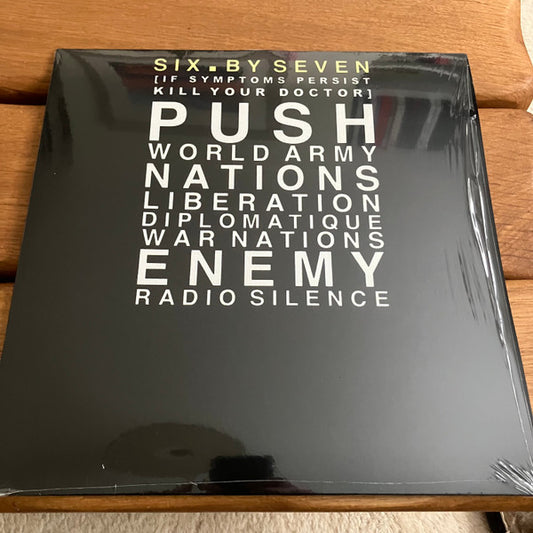 SIX.BY SEVEN
[IF SYMPTOMS PERSIST
KILL YOUR DOCTOR]
PUSH
WORLD ARMY
NATIONS
LIBERATION
DIPLOMATIQUE
WAR NATIONS
ENEMY
RADIO SILENCE